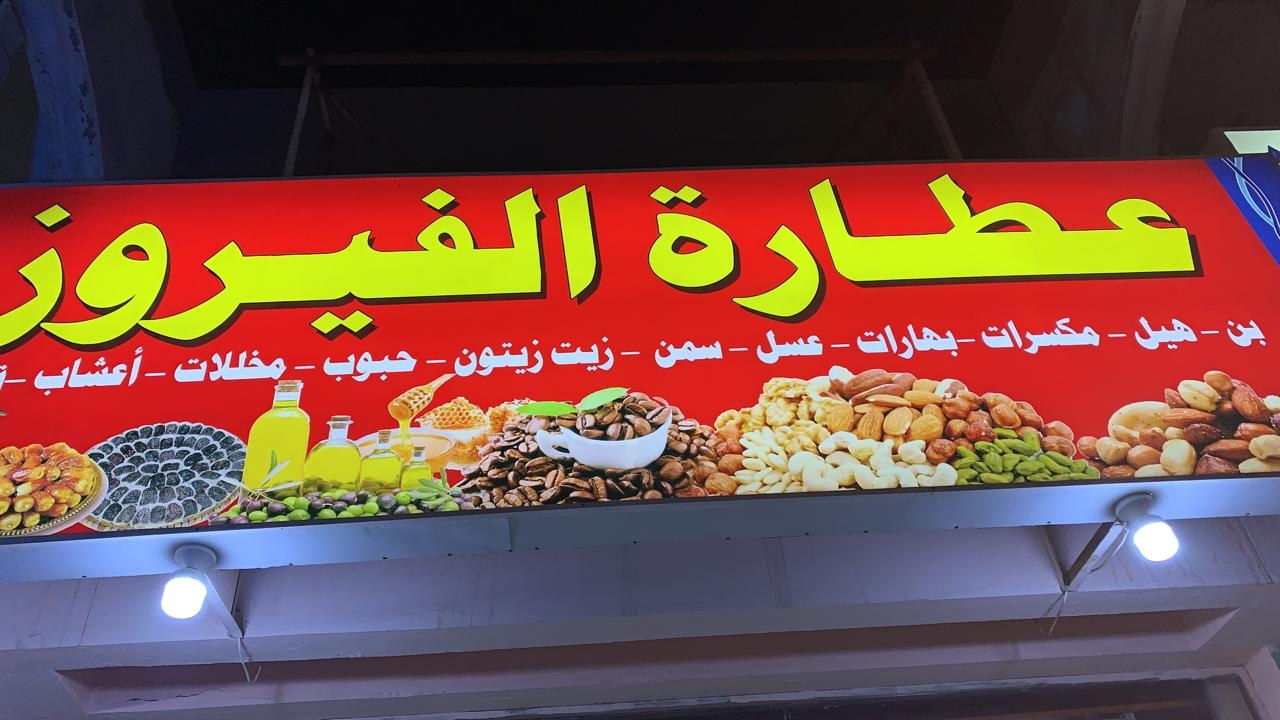 عطارة الفيروز
بن – هيل – مكسرات – بهارات – عسل – سمن – زيت زيتون – حبوب – مخللات – أعشاب –